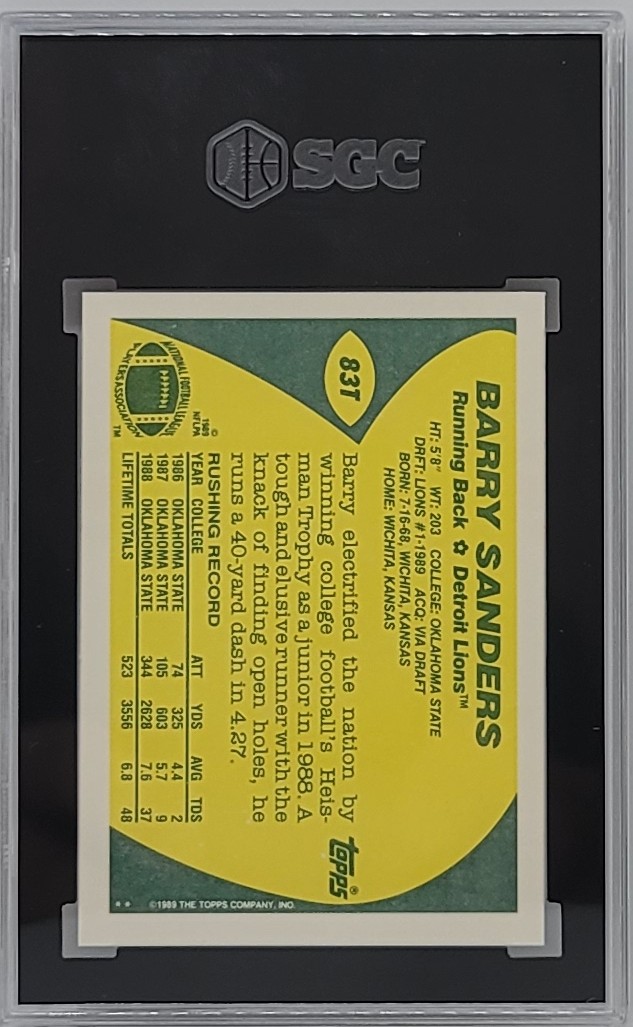 SGC
83T
BARRY SANDERS
Running Back ✩ Detroit Lions™
HT: 5'8" WT: 203 COLLEGE: OKLAHOMA STATE
DRFT: LIONS #1-1989 ACQ: VIA DRAFT
BORN: 7-16-68, WICHITA, KANSAS
HOME: WICHITA, KANSAS
Barry electrified the nation by
winning college football's Heis-
man Trophy as a junior in 1988. A
tough and elusive runner with the
knack of finding open holes, he
runs a 40-yard dash in 4.27.
topps®
NATIONAL FOOTBALL LEAGUE
PLAYERS ASSOCIATION
™
©
1989
NFLPA
RUSHING RECORD
YEAR COLLEGE ATT YDS AVG TDS
1986 OKLAHOMA STATE 74 325 4.4 2
1987 OKLAHOMA STATE 105 603 5.7 9
1988 OKLAHOMA STATE 344 2628 7.6 37
LIFETIME TOTALS 523 3556 6.8 48
** ©1989 THE TOPPS COMPANY, INC.